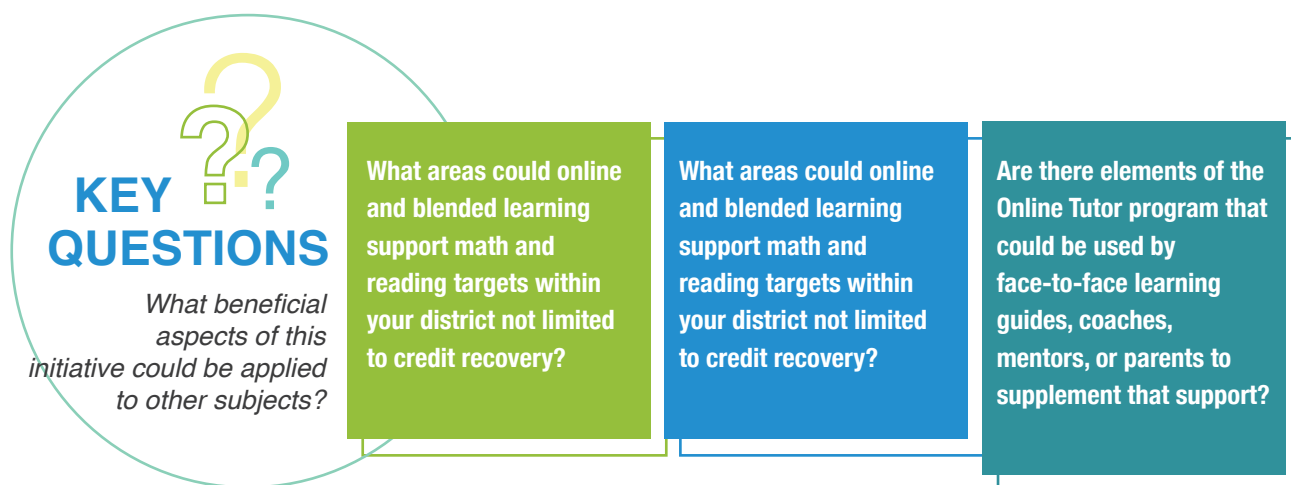 KEY
QUESTIONS
What beneficial
aspects of this
initiative could be applied
to other subjects?
What areas could online
and blended learning
support math and
reading targets within
your district not limited
to credit recovery?
What areas could online
and blended learning
support math and
reading targets within
your district not limited
to credit recovery?
Are there elements of the
Online Tutor program that
could be used by
face-to-face learning
guides, coaches,
mentors, or parents to
supplement that support?